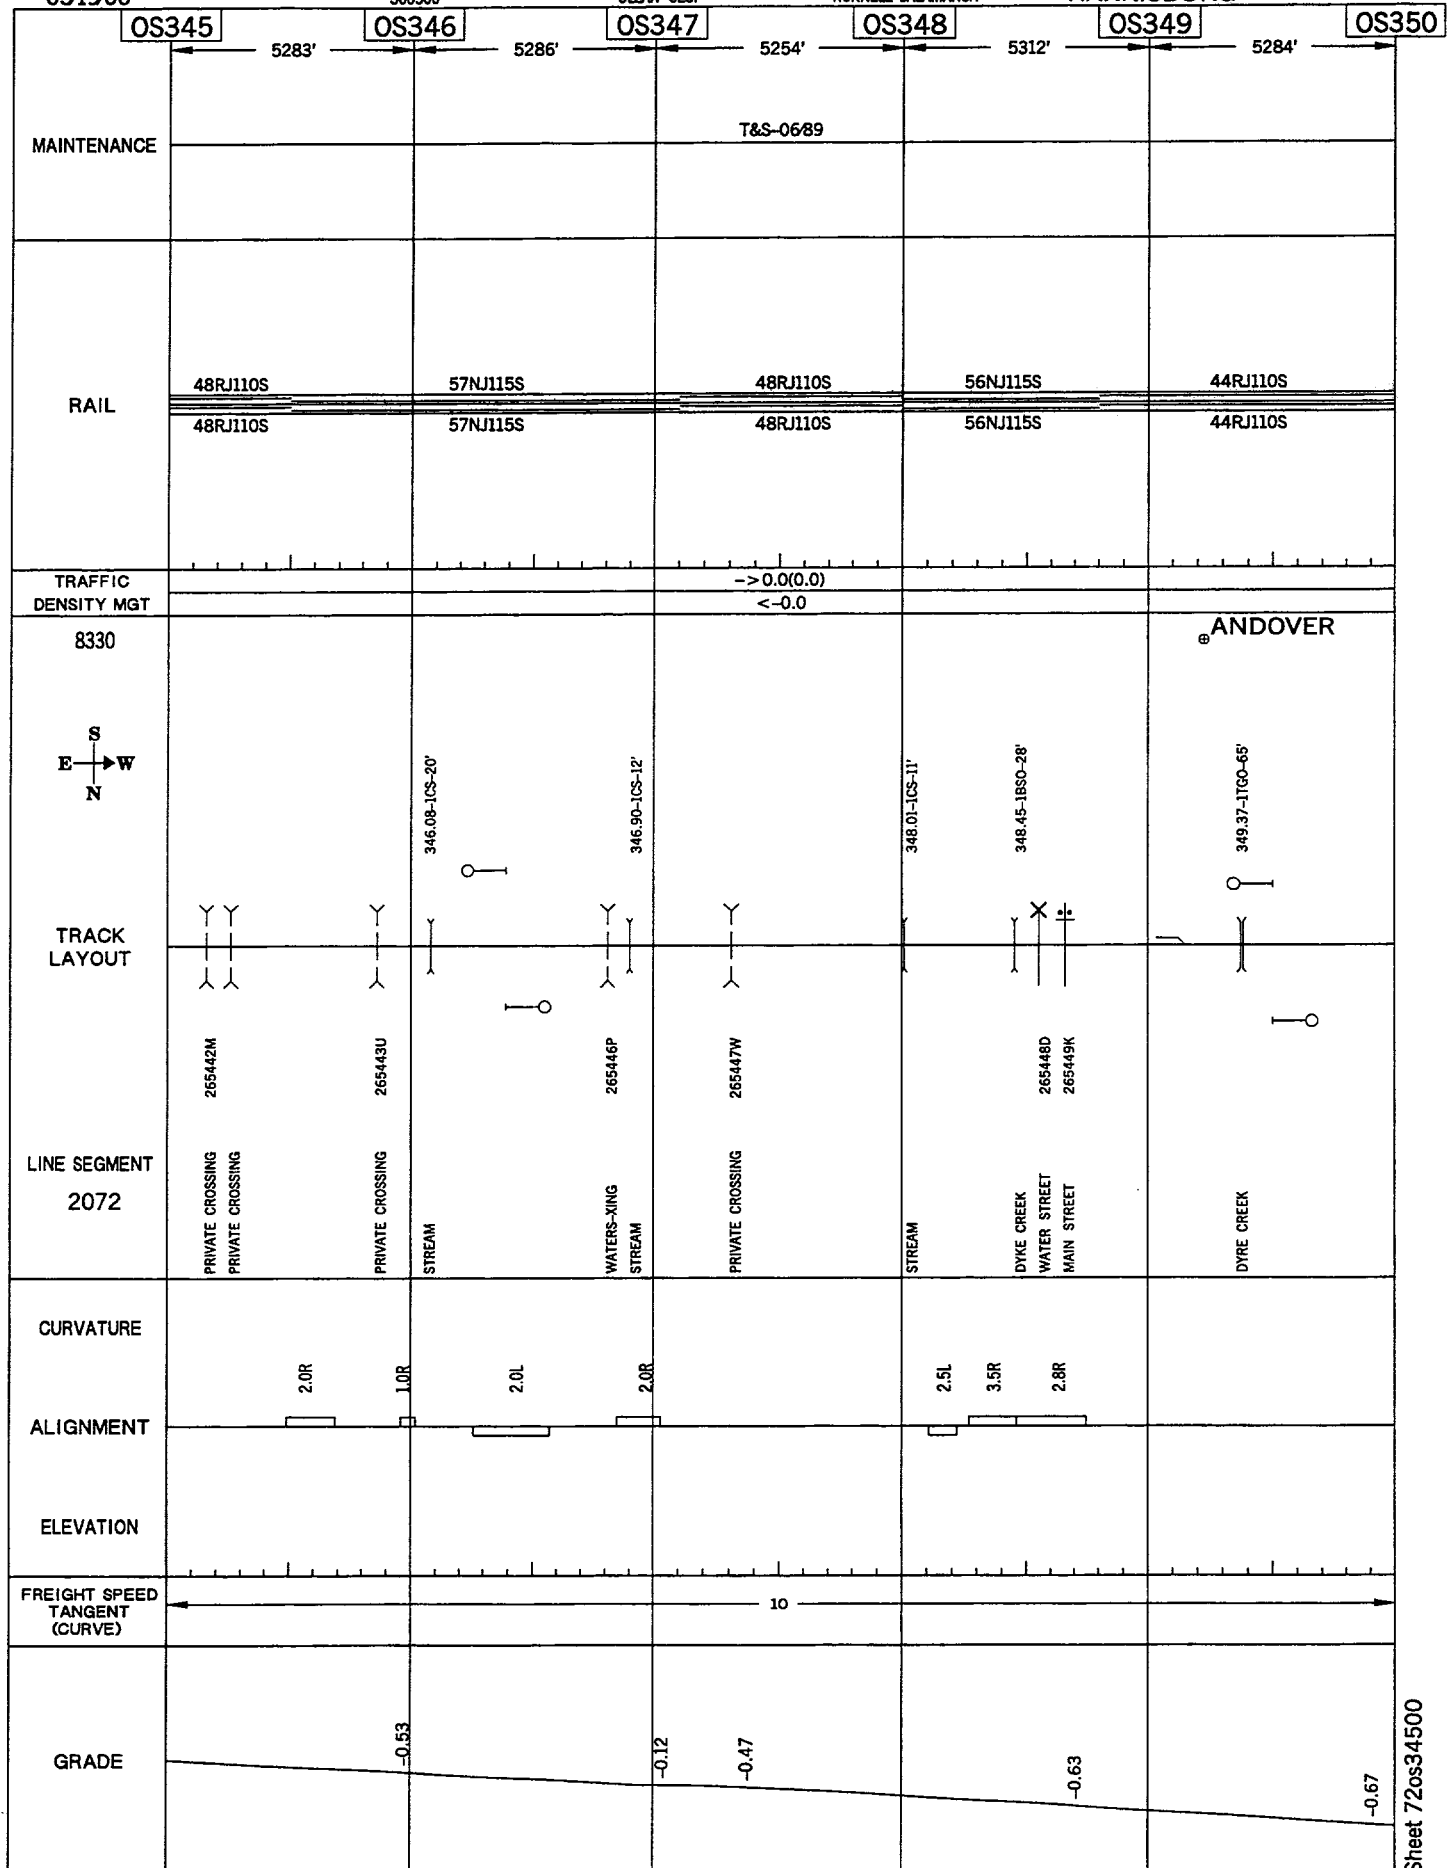 OS345 OS346 OS347 OS348 OS349 OS350
5283' 5286' 5254' 5312' 5284'
MAINTENANCE
T&S-06/89
RAIL
48RJ110S 57NJ115S 48RJ110S 56NJ115S 44RJ110S
48RJ110S 57NJ115S 48RJ110S 56NJ115S 44RJ110S
TRAFFIC
DENSITY MGT
->0.0(0.0)
<-0.0
8330
ANDOVER
S
E W
N
346.08-1CS-20'
346.90-1CS-12'
348.01-1CS-11'
348.45-1BSO-28'
349.37-1TGO-65'
TRACK
LAYOUT
265442M
265443U
265446P
265447W
265448D
265449K
LINE SEGMENT
2072
PRIVATE CROSSING
PRIVATE CROSSING
PRIVATE CROSSING
STREAM
WATERS-XING
STREAM
PRIVATE CROSSING
STREAM
DYKE CREEK
WATER STREET
MAIN STREET
DYRE CREEK
CURVATURE
2.0R 1.0R 2.0L 2.0R 2.5L 3.5R 2.8R
ALIGNMENT
ELEVATION
FREIGHT SPEED
TANGENT
(CURVE)
10
GRADE
-0.53 -0.12 -0.47 -0.63 -0.67
Sheet 72os34500